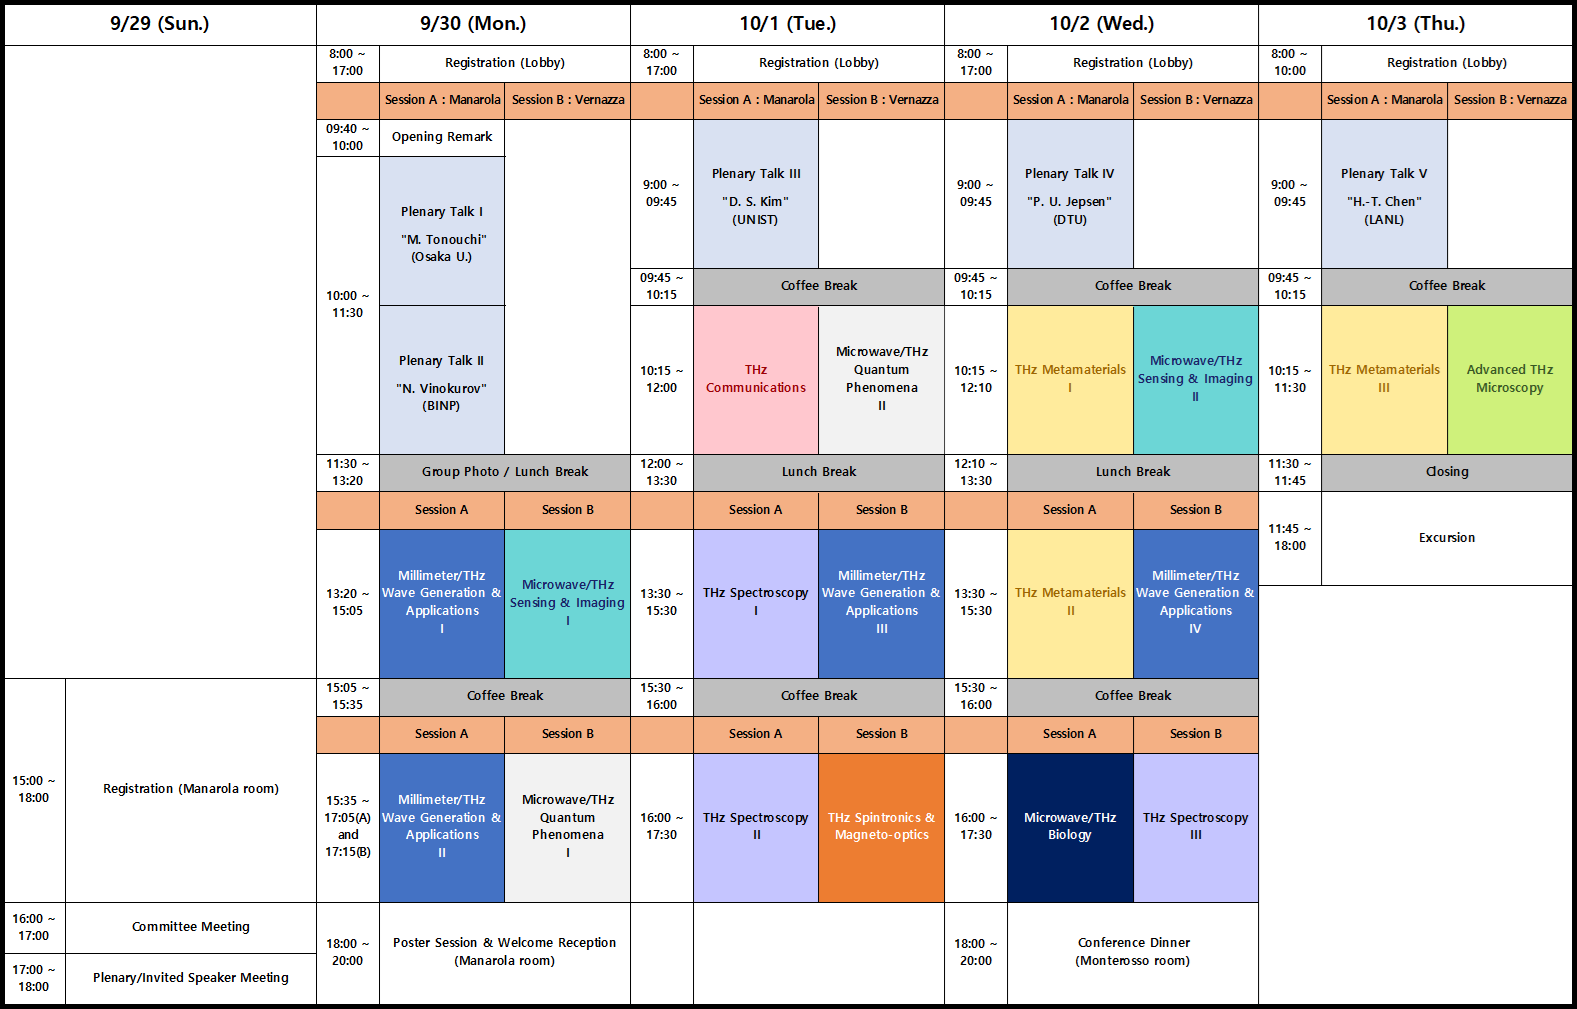 9/29 (Sun.)
9/30 (Mon.)
10/1 (Tue.)
10/2 (Wed.)
10/3 (Thu.)
8:00 ~
17:00
Registration (Lobby)
8:00 ~
17:00
Registration (Lobby)
8:00 ~
17:00
Registration (Lobby)
8:00 ~
10:00
Registration (Lobby)
Session A : Manarola
Session B : Vernazza
Session A : Manarola
Session B : Vernazza
Session A : Manarola
Session B : Vernazza
Session A : Manarola
Session B : Vernazza
09:40 ~
10:00
Opening Remark
10:00 ~
11:30
Plenary Talk I
"M. Tonouchi"
(Osaka U.)
Plenary Talk II
"N. Vinokurov"
(BINP)
9:00 ~
09:45
Plenary Talk III
"D. S. Kim"
(UNIST)
9:00 ~
09:45
Plenary Talk IV
"P. U. Jepsen"
(DTU)
9:00 ~
09:45
Plenary Talk V
"H.-T. Chen"
(LANL)
09:45 ~
10:15
Coffee Break
09:45 ~
10:15
Coffee Break
09:45 ~
10:15
Coffee Break
10:15 ~
12:00
THz
Communications
Microwave/THz
Quantum
Phenomena
II
10:15 ~
12:10
THz Metamaterials
I
Microwave/THz
Sensing & Imaging
II
10:15 ~
11:30
THz Metamaterials
III
Advanced THz
Microscopy
11:30 ~
13:20
Group Photo / Lunch Break
12:00 ~
13:30
Lunch Break
12:10 ~
13:30
Lunch Break
11:30 ~
11:45
Closing
Session A
Session B
Session A
Session B
Session A
Session B
11:45 ~
18:00
Excursion
13:20 ~
15:05
Millimeter/THz
Wave Generation &
Applications
I
Microwave/THz
Sensing & Imaging
I
13:30 ~
15:30
THz Spectroscopy
I
Millimeter/THz
Wave Generation &
Applications
III
13:30 ~
15:30
THz Metamaterials
II
Millimeter/THz
Wave Generation &
Applications
IV
15:05 ~
15:35
Coffee Break
15:30 ~
16:00
Coffee Break
15:30 ~
16:00
Coffee Break
Session A
Session B
Session A
Session B
Session A
Session B
15:00 ~
18:00
Registration (Manarola room)
15:35 ~
17:05(A)
and
17:15(B)
Millimeter/THz
Wave Generation &
Applications
II
Microwave/THz
Quantum
Phenomena
I
16:00 ~
17:30
THz Spectroscopy
II
THz Spintronics &
Magneto-optics
16:00 ~
17:30
Microwave/THz
Biology
THz Spectroscopy
III
16:00 ~
17:00
Committee Meeting
17:00 ~
18:00
Plenary/Invited Speaker Meeting
18:00 ~
20:00
Poster Session & Welcome Reception
(Manarola room)
18:00 ~
20:00
Conference Dinner
(Monterosso room)